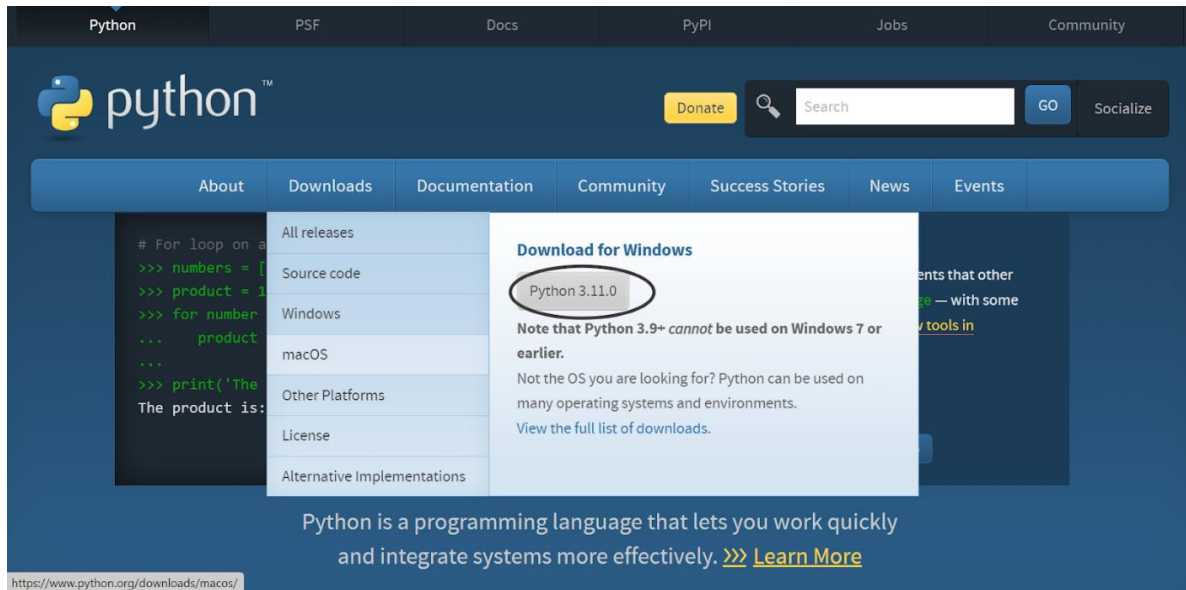 Python PSF Docs PyPI Jobs Community
python™
Donate Search GO Socialize
About Downloads Documentation Community Success Stories News Events
# For loop on a
>>> numbers = [
>>> product = 1
>>> for number
... product
...
>>> print('The
The product is:
All releases
Source code
Windows
macOS
Other Platforms
License
Alternative Implementations
Download for Windows
Python 3.11.0
Note that Python 3.9+ cannot be used on Windows 7 or
earlier.
Not the OS you are looking for? Python can be used on
many operating systems and environments.
View the full list of downloads.
ents that other
— with some
tools in
Python is a programming language that lets you work quickly
and integrate systems more effectively. >>> Learn More
https://www.python.org/downloads/macos/